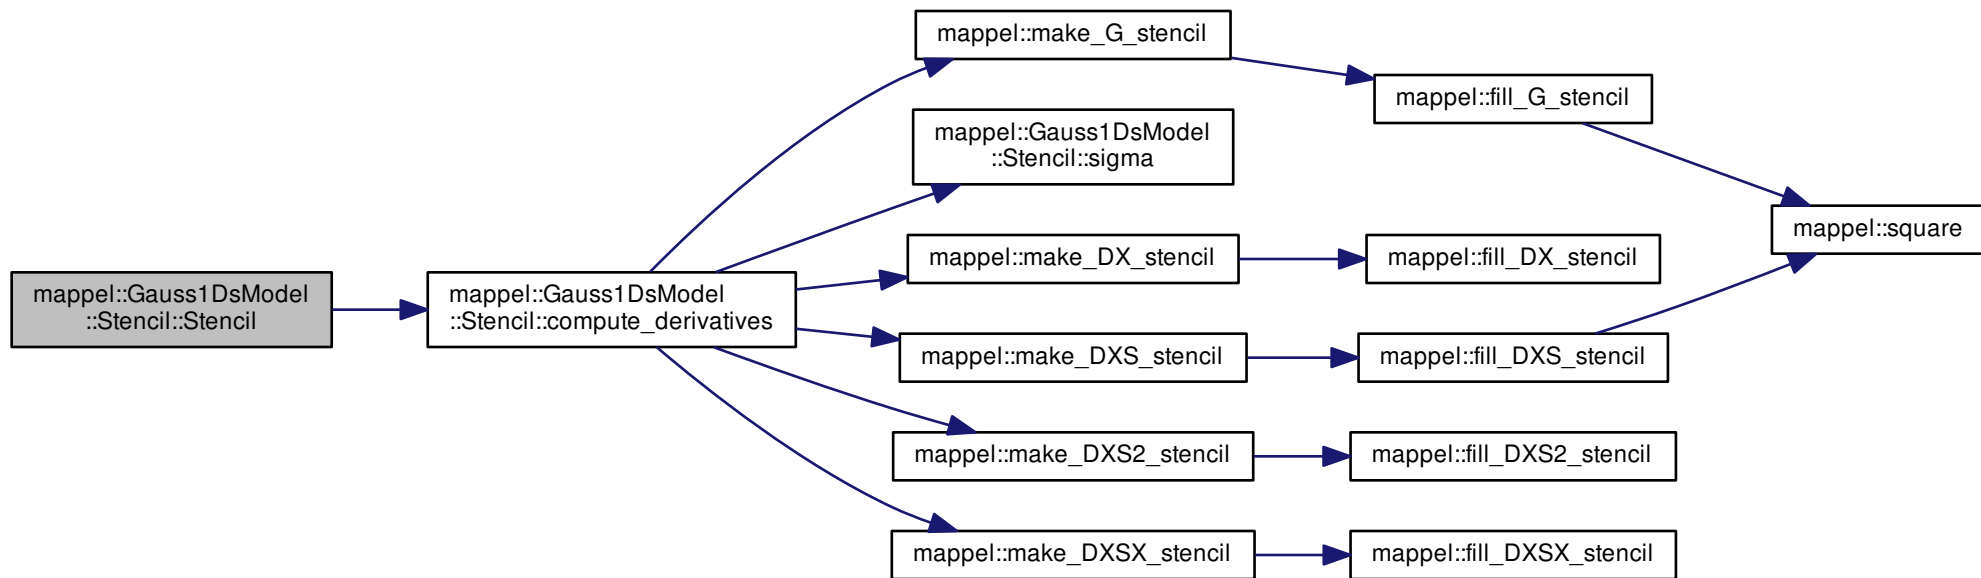 mappel::Gauss1DsModel
::Stencil::Stencil
mappel::Gauss1DsModel
::Stencil::compute_derivatives
mappel::make_G_stencil
mappel::fill_G_stencil
mappel::Gauss1DsModel
::Stencil::sigma
mappel::square
mappel::make_DX_stencil
mappel::fill_DX_stencil
mappel::make_DXS_stencil
mappel::fill_DXS_stencil
mappel::make_DXS2_stencil
mappel::fill_DXS2_stencil
mappel::make_DXSX_stencil
mappel::fill_DXSX_stencil